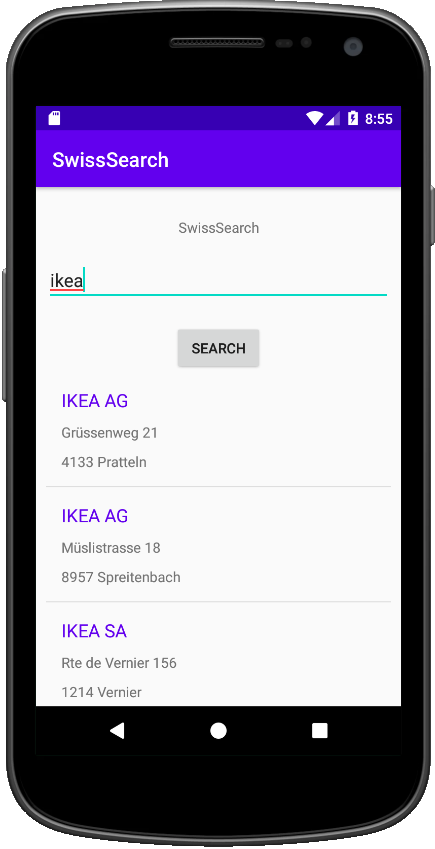 8:55
SwissSearch
SwissSearch
ikea
SEARCH
IKEA AG
Grüssenweg 21
4133 Pratteln
IKEA AG
Müslistrasse 18
8957 Spreitenbach
IKEA SA
Rte de Vernier 156
1214 Vernier